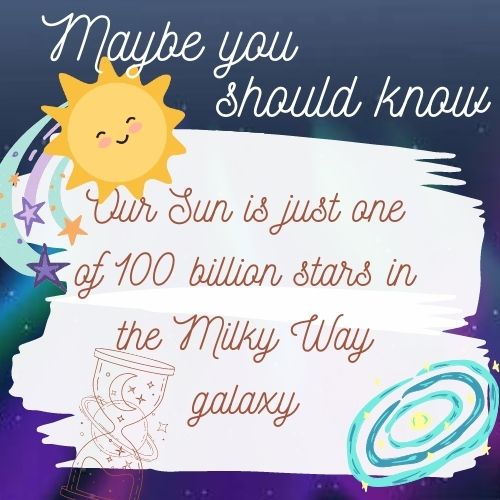 Maybe you
should know
Our Sun is just one
of 100 billion stars in
the Milky Way
galaxy